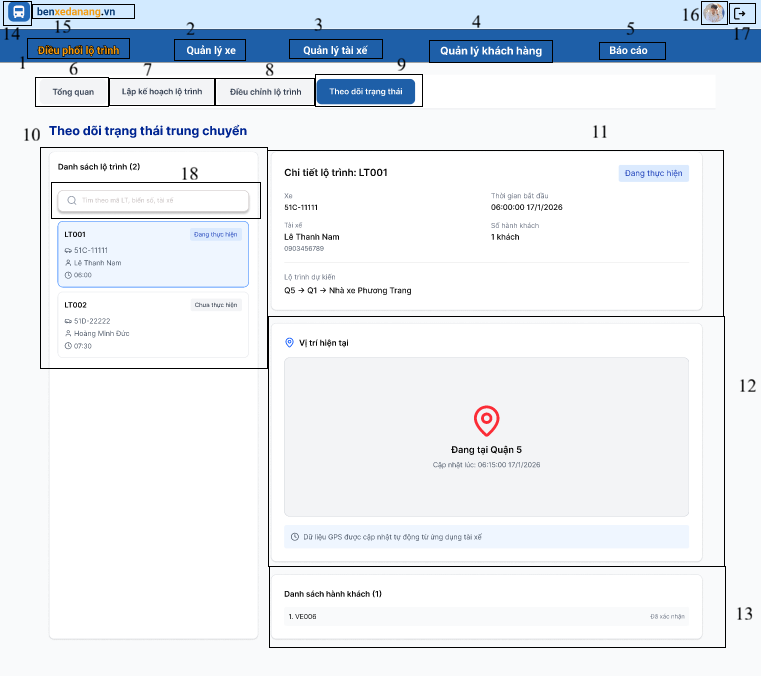 benxedanang.vn
16
14
15
17
2
3
4
5
1
Điều phối lộ trình
Quản lý xe
Quản lý tài xế
Quản lý khách hàng
Báo cáo
6
7
8
9
Tổng quan
Lập kế hoạch lộ trình
Điều chỉnh lộ trình
Theo dõi trạng thái
10
Theo dõi trạng thái trung chuyển
11
Danh sách lộ trình (2)
18
Tìm theo mã LT, biển số, tài xế
LT001
Đang thực hiện
51C-11111
Lê Thanh Nam
06:00
LT002
Chưa thực hiện
51D-22222
Hoàng Minh Đức
07:30
Chi tiết lộ trình: LT001
Đang thực hiện
Xe
51C-11111
Thời gian bắt đầu
06:00:00 17/1/2026
Tài xế
Lê Thanh Nam
0903456789
Số hành khách
1 khách
Lộ trình dự kiến
Q5 → Q1 → Nhà xe Phương Trang
Vị trí hiện tại
12
Đang tại Quận 5
Cập nhật lúc: 06:15:00 17/1/2026
Dữ liệu GPS được cập nhật tự động từ ứng dụng tài xế
Danh sách hành khách (1)
13
1. VE006
Đã xác nhận